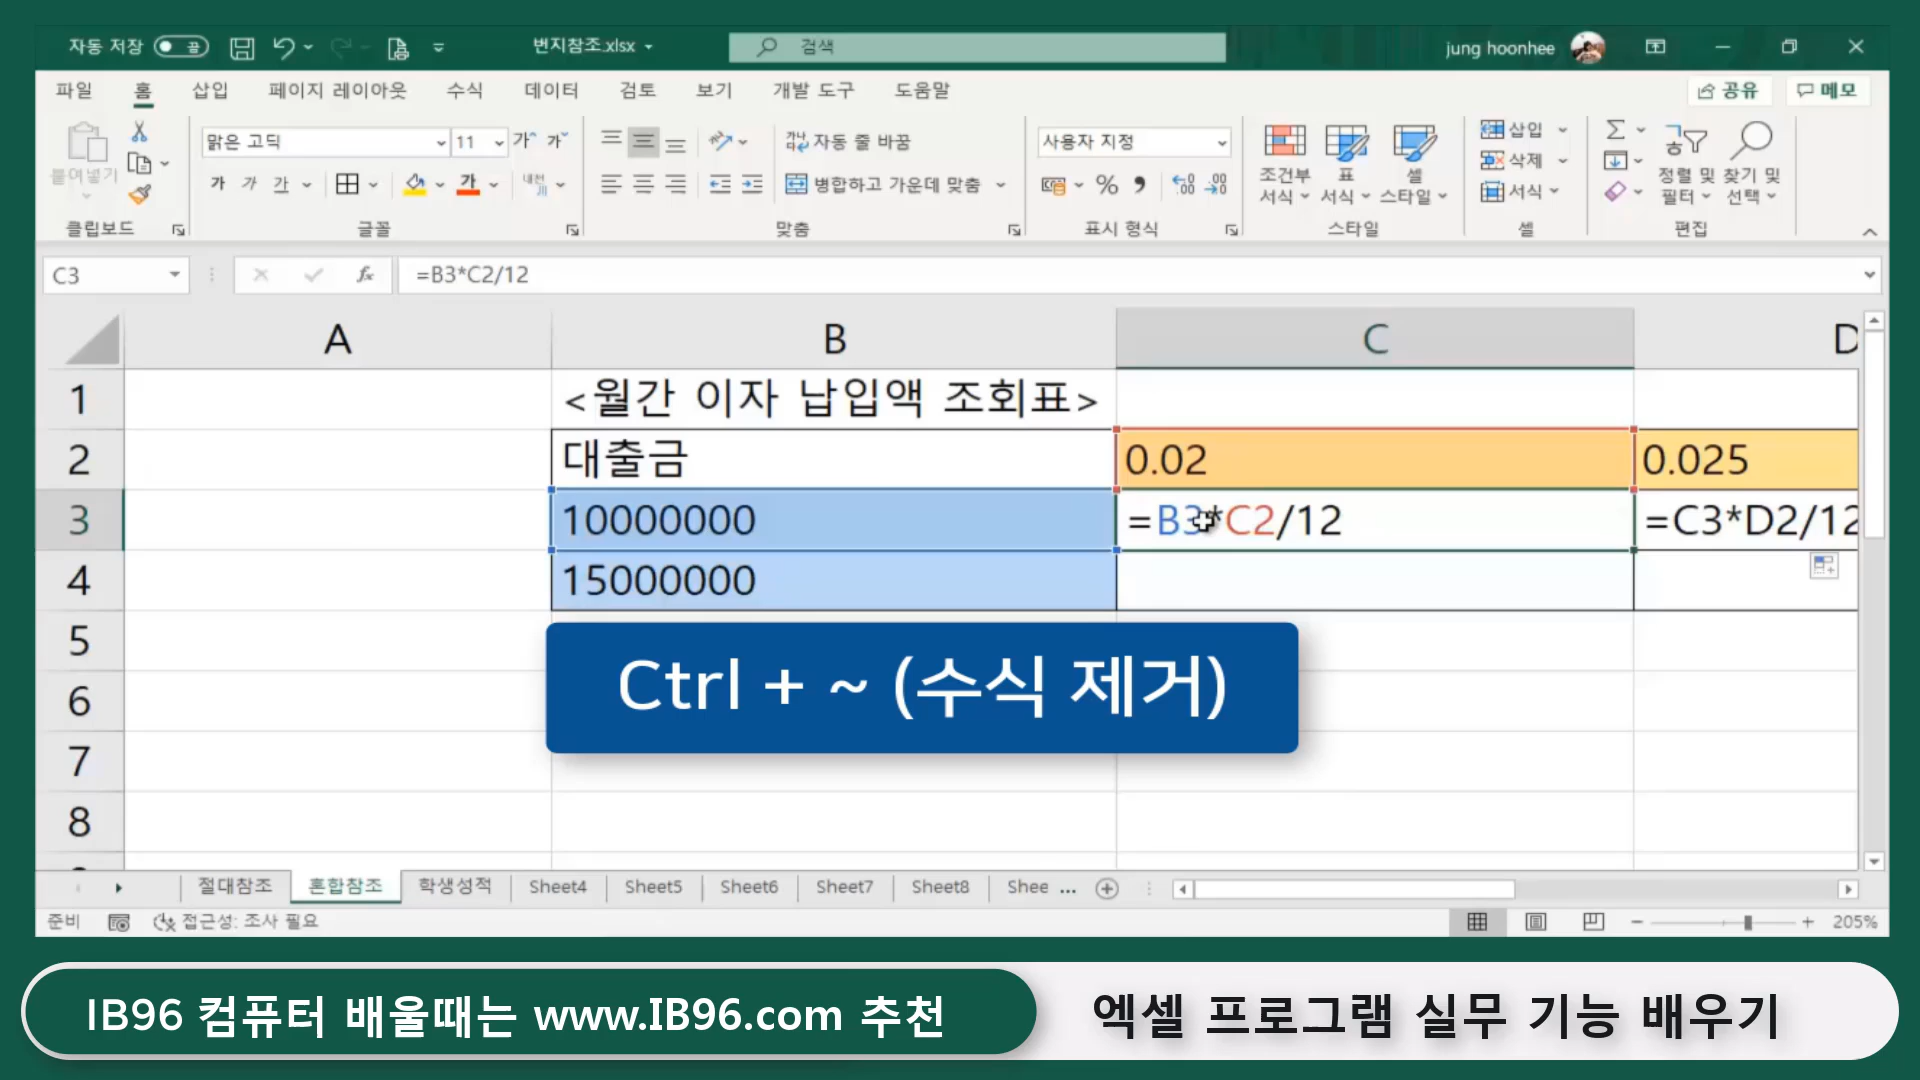 자동 저장 끔 번지참조.xlsx 검색 jung hoonhee
파일 홈 삽입 페이지 레이아웃 수식 데이터 검토 보기 개발 도구 도움말 공유 메모
맑은 고딕 11 가 가 자동 줄 바꿈 사용자 지정 삽입
삭제
붙여넣기 가 가 가 가 병합하고 가운데 맞춤 % 조건부 서식 표 서식 셀 스타일 서식 정렬 및 필터 찾기 및 선택
클립보드 글꼴 맞춤 표시 형식 스타일 셀 편집
C3 fx =B3*C2/12
A B C D
1 <월간 이자 납입액 조회표>
2 대출금 0.02 0.025
3 10000000 =B3*C2/12 =C3*D2/12
4 15000000
5
Ctrl + ~ (수식 제거)
6
7
8
절대참조 혼합참조 학생성적 Sheet4 Sheet5 Sheet6 Sheet7 Sheet8 Shee ...
준비 접근성: 조사 필요 205%
IB96 컴퓨터 배울때는 www.IB96.com 추천 엑셀 프로그램 실무 기능 배우기